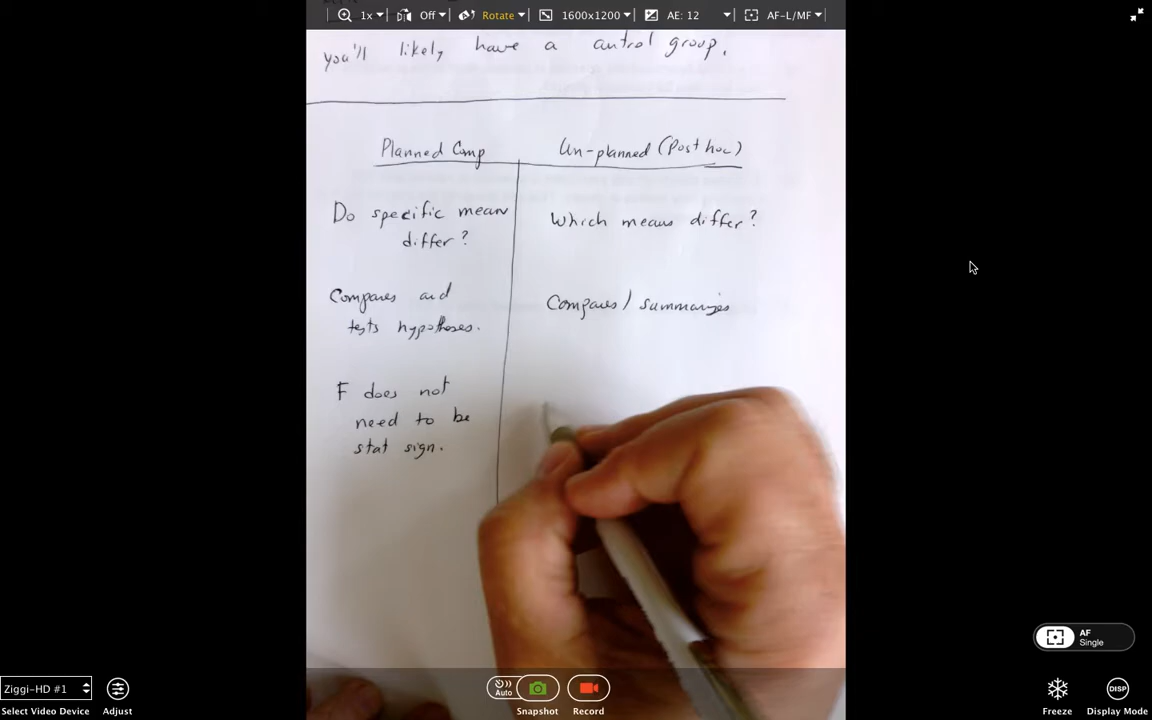 1x
Off
Rotate
1600x1200
AE: 12
AF-L/MF
you'll likely have a control group.
Planned Comp
Un-planned (Post hoc)
Do specific mean
differ?
Which means differ?
Compares and
tests hypotheses.
Compares / summarizes
F does not
need to be
stat sign.
AF
Single
Ziggi-HD #1
Select Video Device
Adjust
Auto
Snapshot
Record
Freeze
DISP
Display Mode